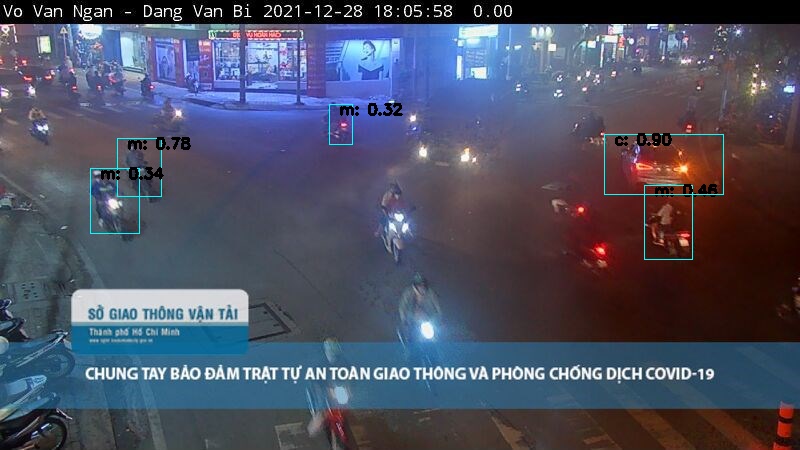 Vo Van Ngan - Dang Van Bi 2021-12-28 18:05:58 0.00
m: 0.32
c: 0.90
m: 0.78
m: 0.34
m: 0.46
SỞ GIAO THÔNG VẬN TẢI
Thành phố Hồ Chí Minh
CHUNG TAY BẢO ĐẢM TRẬT TỰ AN TOÀN GIAO THÔNG VÀ PHÒNG CHỐNG DỊCH COVID-19